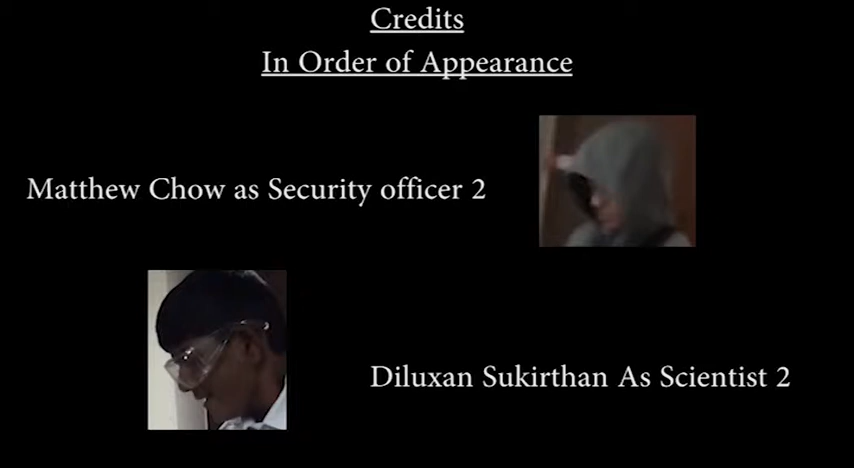 Credits
In Order of Appearance
Matthew Chow as Security officer 2
Diluxan Sukirthan As Scientist 2